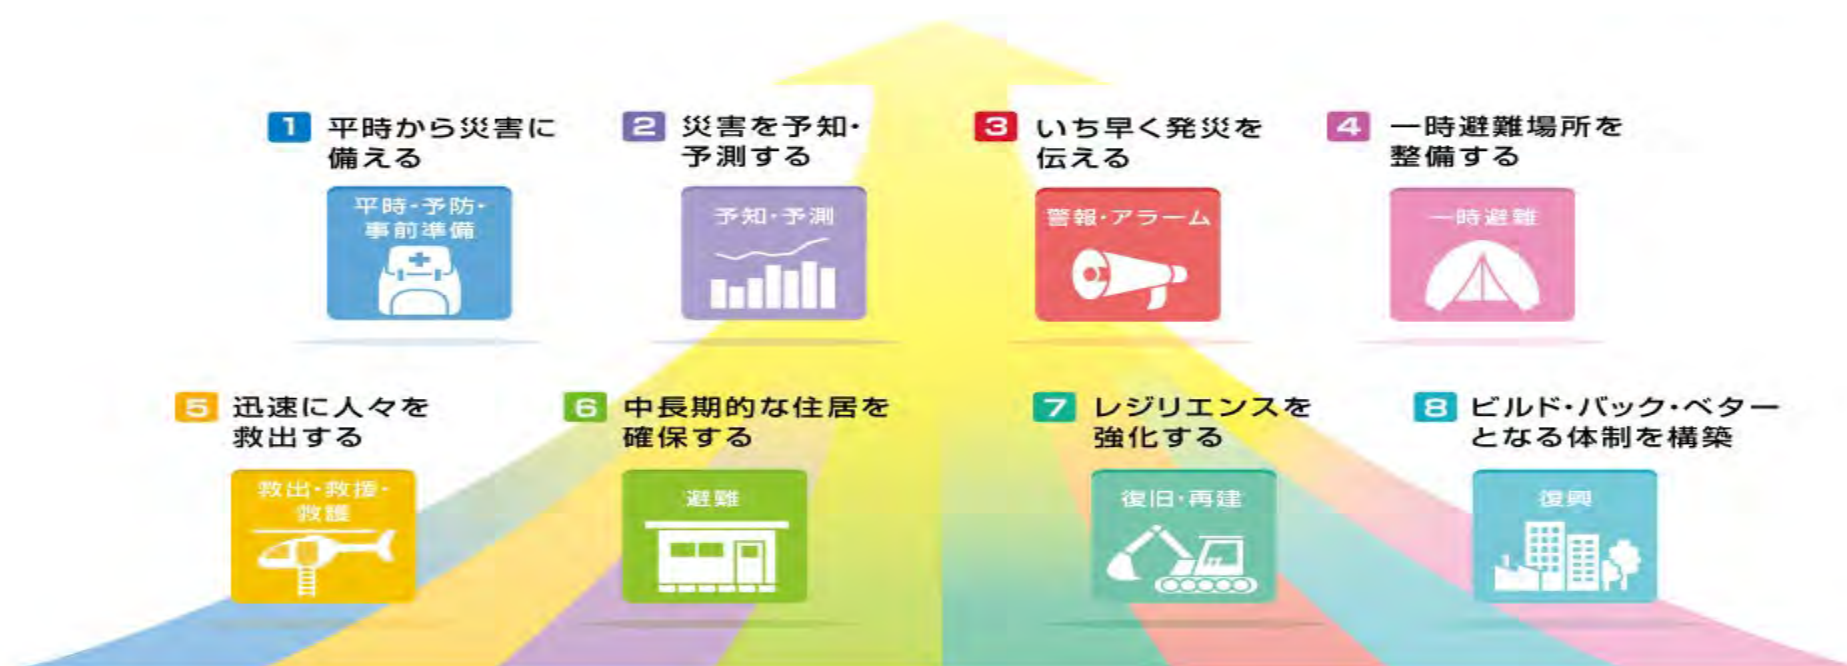 1 平時から災害に
備える
平時・予防・
事前準備
2 災害を予知・
予測する
予知・予測
3 いち早く発災を
伝える
警報・アラーム
4 一時避難場所を
整備する
一時避難
5 迅速に人々を
救出する
救出・救援・
救護
6 中長期的な住居を
確保する
避難
7 レジリエンスを
強化する
復旧・再建
8 ビルド・バック・ベター
となる体制を構築
復興